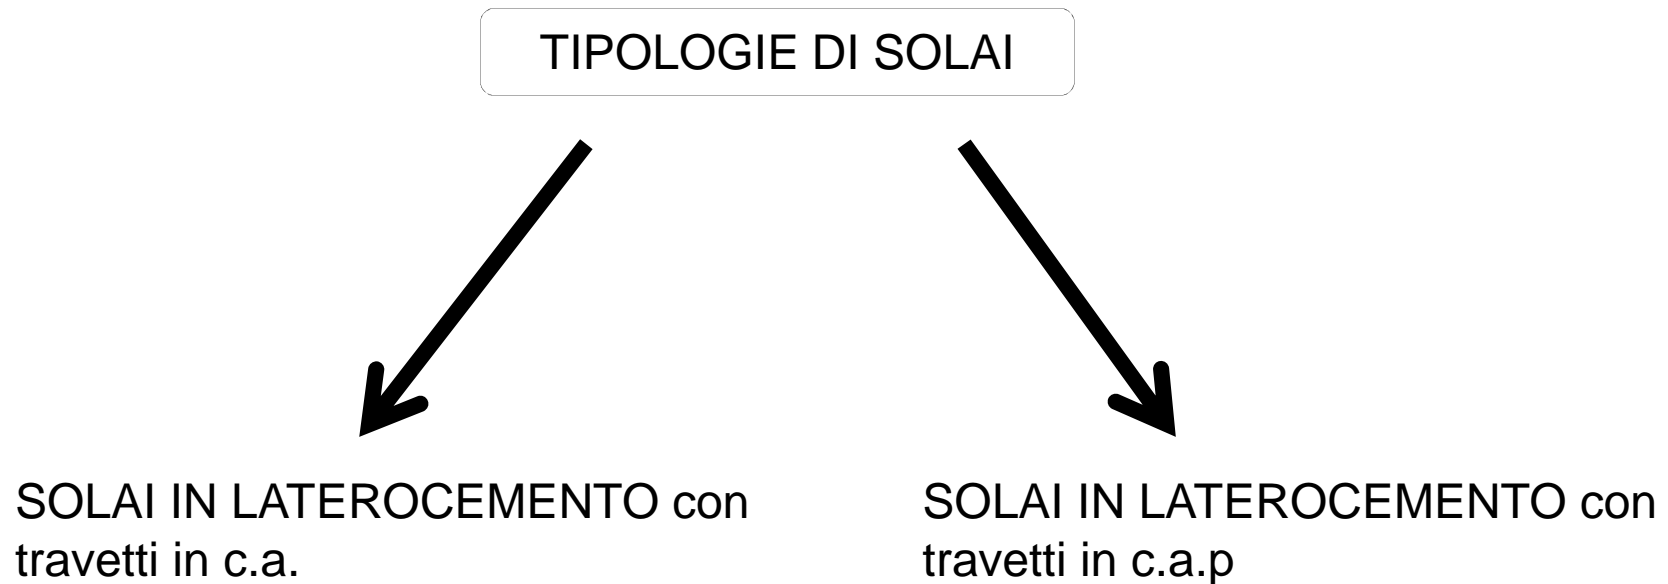 TIPOLOGIE DI SOLAI
SOLAI IN LATEROCEMENTO con
travetti in c.a.
SOLAI IN LATEROCEMENTO con
travetti in c.a.p